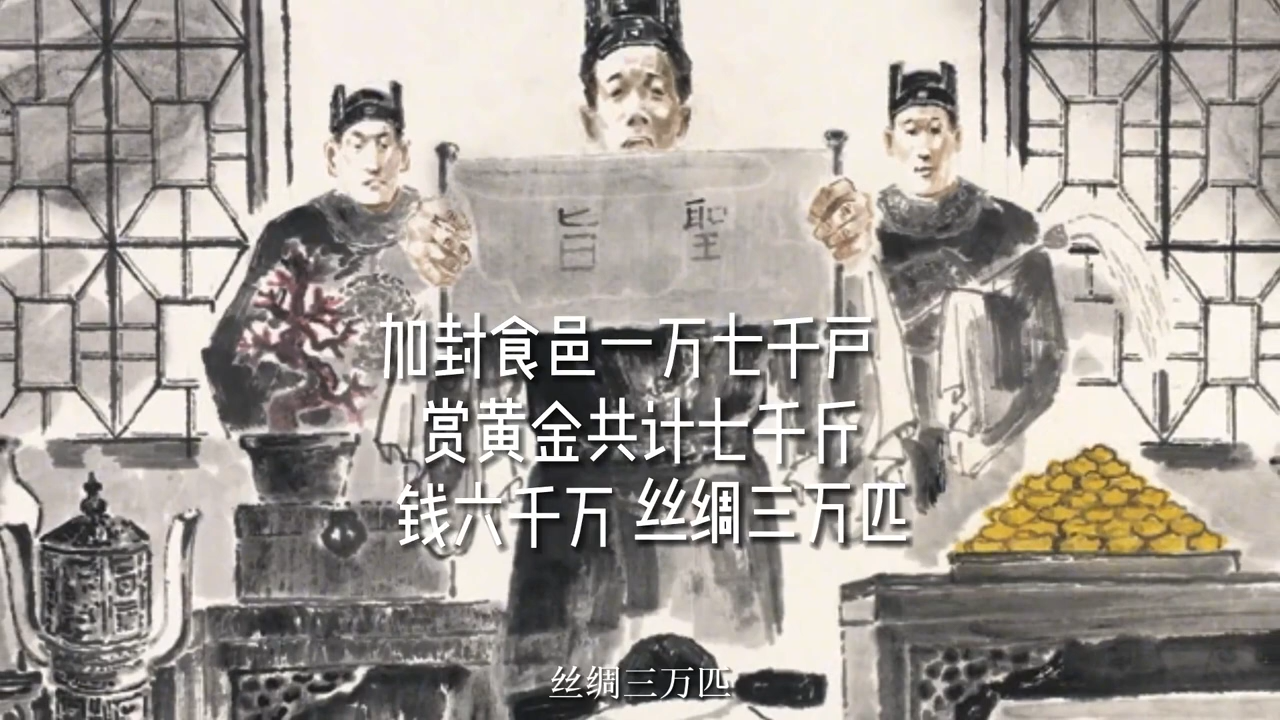 聖旨
加封食邑一万七千戸
赏黄金共计七千斤
钱六千万 丝绸三万匹
丝绸三万匹